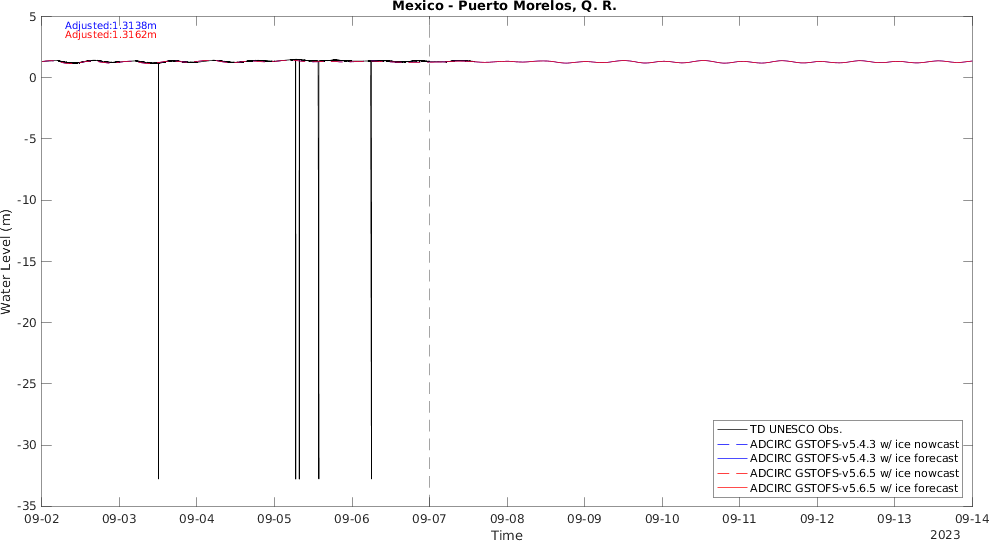 Mexico - Puerto Morelos, Q. R.
Adjusted:1.3138m
Adjusted:1.3162m
5
0
-5
-10
-15
-20
-25
-30
-35
Water Level (m)
TD UNESCO Obs.
ADCIRC GSTOFS-v5.4.3 w/ ice nowcast
ADCIRC GSTOFS-v5.4.3 w/ ice forecast
ADCIRC GSTOFS-v5.6.5 w/ ice nowcast
ADCIRC GSTOFS-v5.6.5 w/ ice forecast
09-02 09-03 09-04 09-05 09-06 09-07 09-08 09-09 09-10 09-11 09-12 09-13 09-14
Time
2023